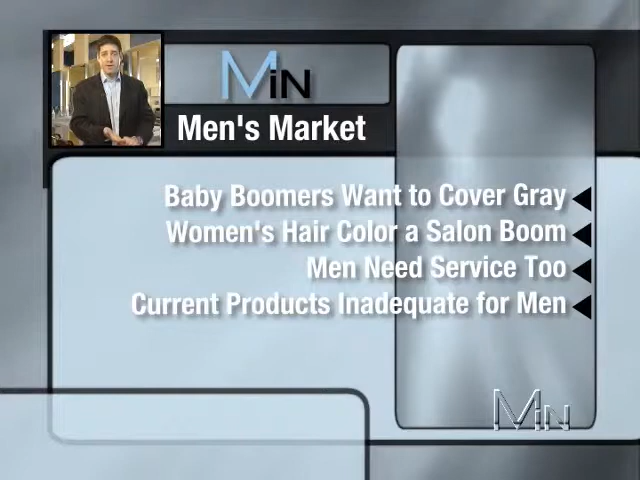 MiN
Men's Market
Baby Boomers Want to Cover Gray
Women's Hair Color a Salon Boom
Men Need Service Too
Current Products Inadequate for Men
MiN